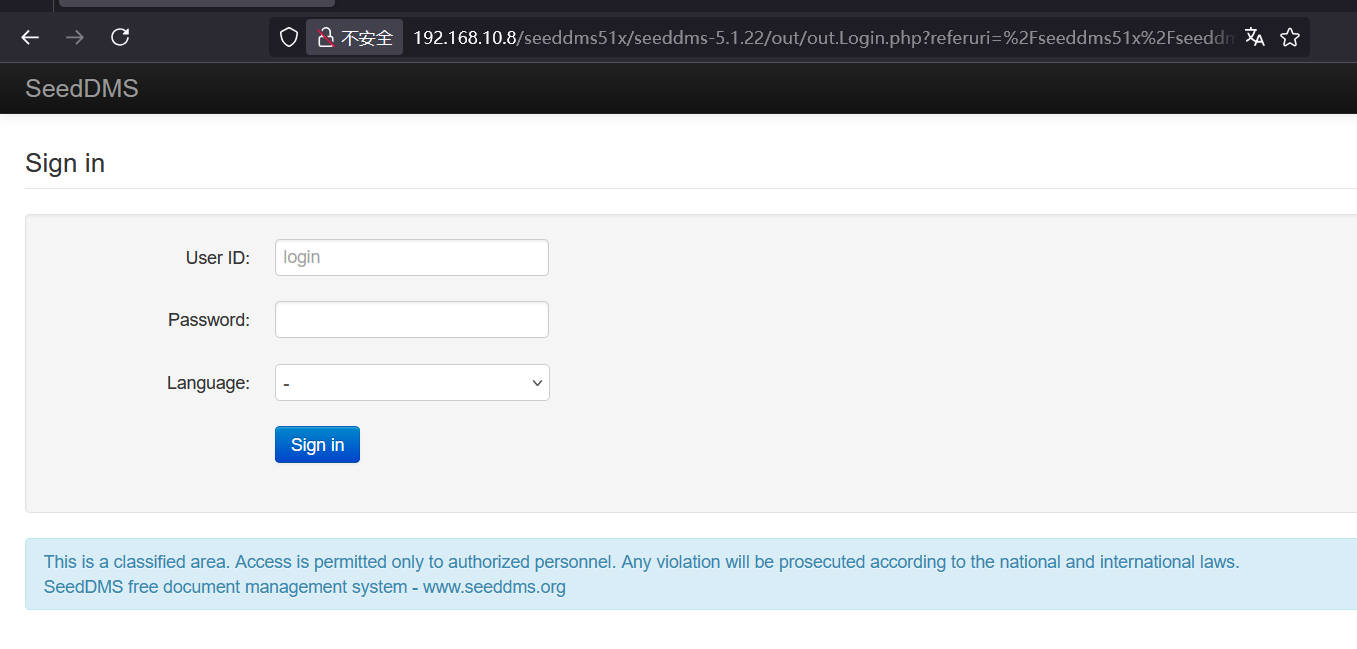 不安全 192.168.10.8/seeddms51x/seeddms-5.1.22/out/out.Login.php?referuri=%2Fseeddms51x%2Fseeddm
SeedDMS
Sign in
User ID: login
Password:
Language: -
Sign in
This is a classified area. Access is permitted only to authorized personnel. Any violation will be prosecuted according to the national and international laws.
SeedDMS free document management system - www.seeddms.org